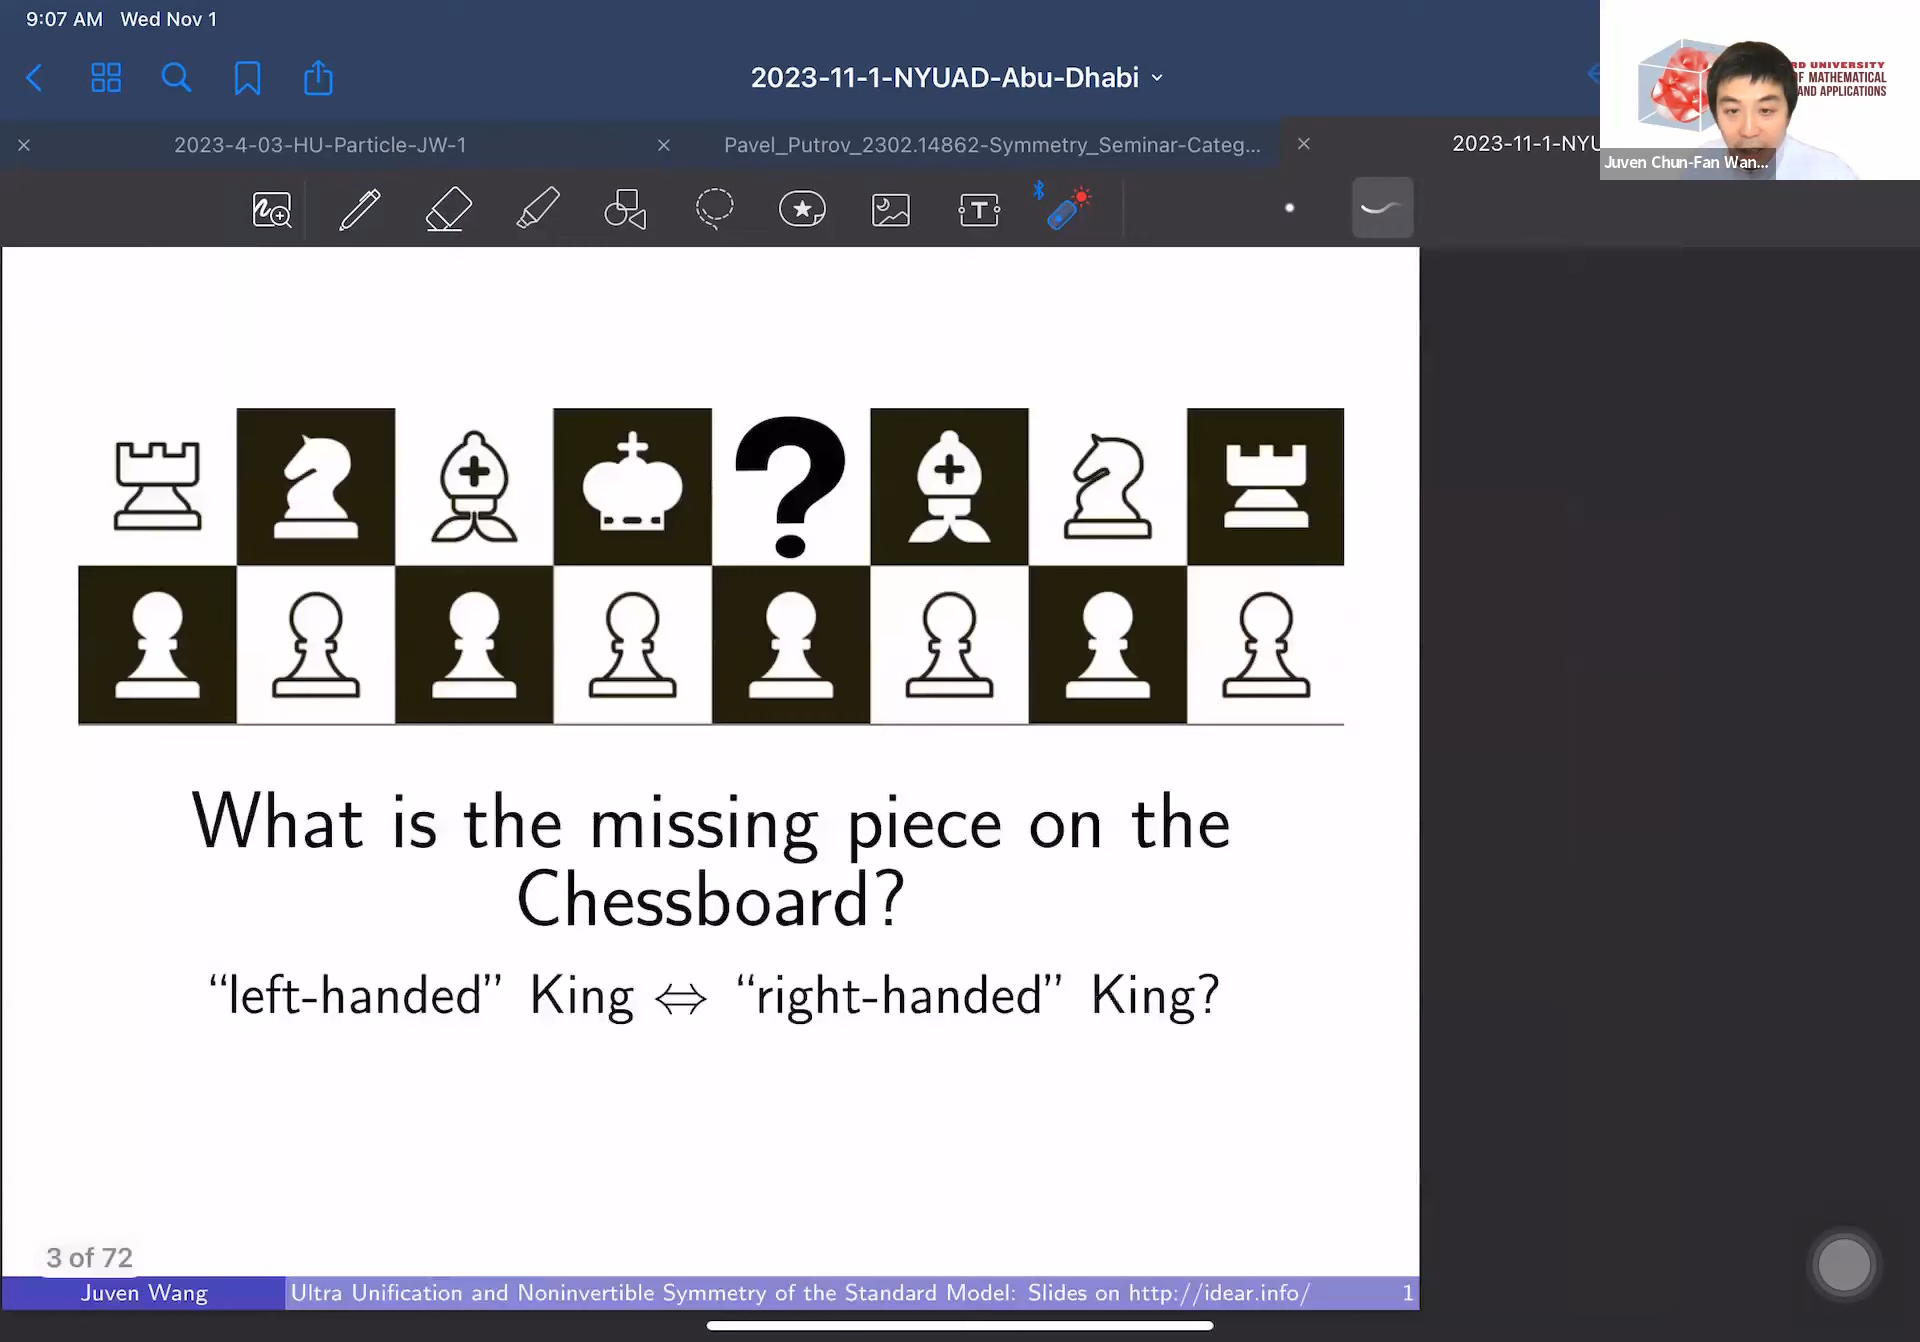 9:07 AM Wed Nov 1
2023-11-1-NYUAD-Abu-Dhabi
RD UNIVERSITY
OF MATHEMATICAL
AND APPLICATIONS
Juven Chun-Fan Wan...
2023-4-03-HU-Particle-JW-1
Pavel_Putrov_2302.14862-Symmetry_Seminar-Categ...
2023-11-1-NYU
T
?
What is the missing piece on the
Chessboard?
“left-handed” King ⇔ “right-handed” King?
3 of 72
Juven Wang
Ultra Unification and Noninvertible Symmetry of the Standard Model: Slides on http://idear.info/
1